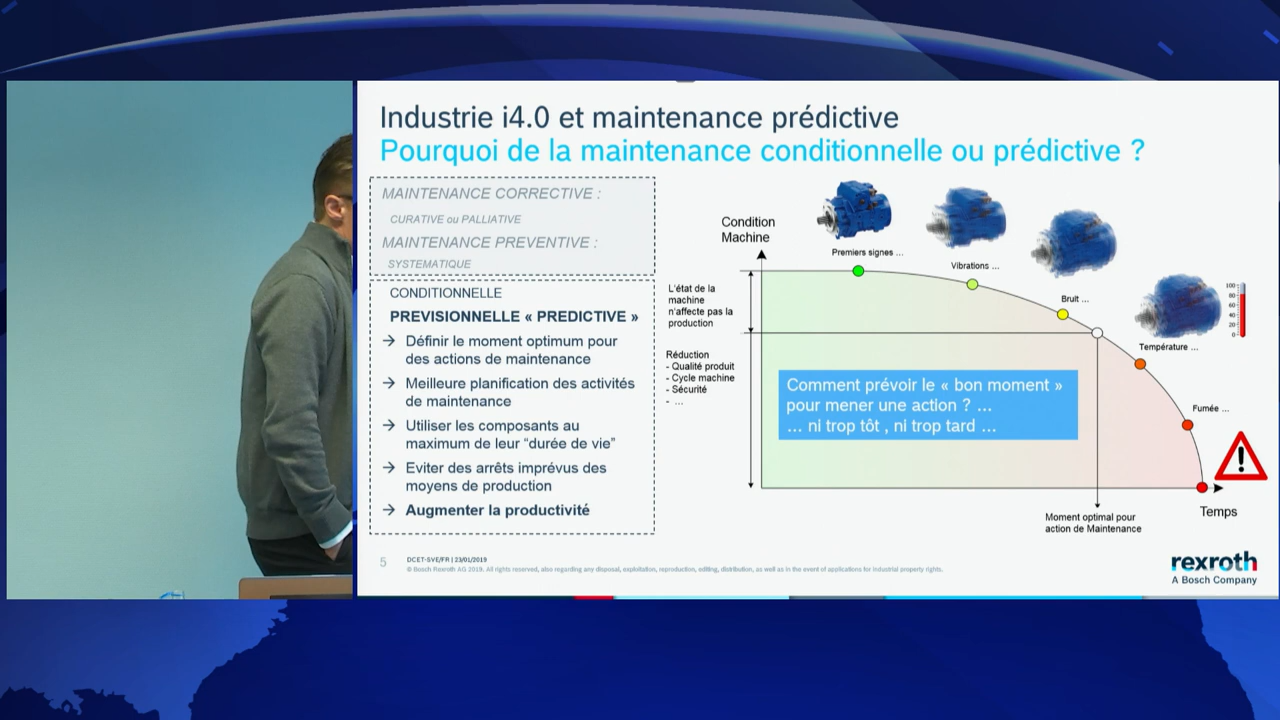 Industrie i4.0 et maintenance prédictive
Pourquoi de la maintenance conditionnelle ou prédictive ?
MAINTENANCE CORRECTIVE :
CURATIVE ou PALLIATIVE
MAINTENANCE PREVENTIVE :
SYSTEMATIQUE
CONDITIONNELLE
PREVISIONNELLE « PREDICTIVE »
→ Définir le moment optimum pour
des actions de maintenance
→ Meilleure planification des activités
de maintenance
→ Utiliser les composants au
maximum de leur “durée de vie”
→ Eviter des arrêts imprévus des
moyens de production
→ Augmenter la productivité
Condition
Machine
L'état de la
machine
n'affecte pas la
production
Réduction
- Qualité produit
- Cycle machine
- Sécurité
- ...
Premiers signes ...
Vibrations ...
Bruit ...
Température ...
100
80
60
40
20
0
Fumée ...
Comment prévoir le « bon moment »
pour mener une action ? ...
... ni trop tôt , ni trop tard ...
Temps
Moment optimal pour
action de Maintenance
5
DCET-SVE/FR | 23/01/2019
© Bosch Rexroth AG 2019. All rights reserved, also regarding any disposal, exploitation, reproduction, editing, distribution, as well as in the event of applications for industrial property rights.
rexroth
A Bosch Company